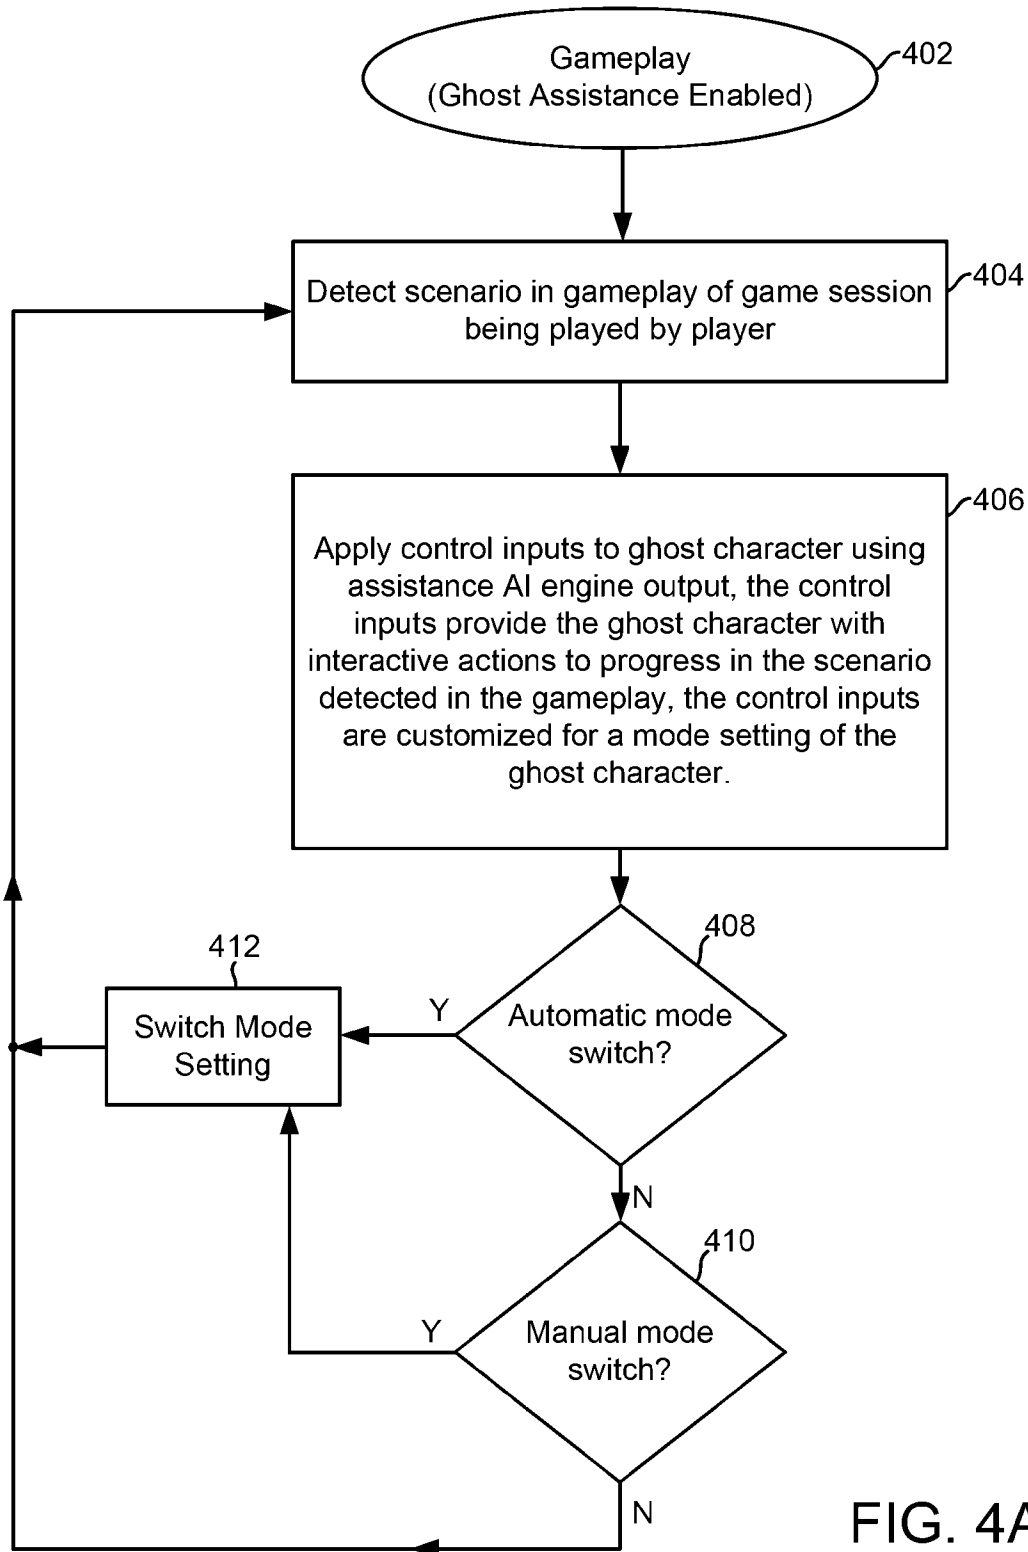 Gameplay
(Ghost Assistance Enabled)
402
Detect scenario in gameplay of game session
being played by player
404
Apply control inputs to ghost character using
assistance AI engine output, the control
inputs provide the ghost character with
interactive actions to progress in the scenario
detected in the gameplay, the control inputs
are customized for a mode setting of the
ghost character.
406
Automatic mode
switch?
408
Y
N
412
Switch Mode
Setting
Manual mode
switch?
410
Y
N
FIG. 4A